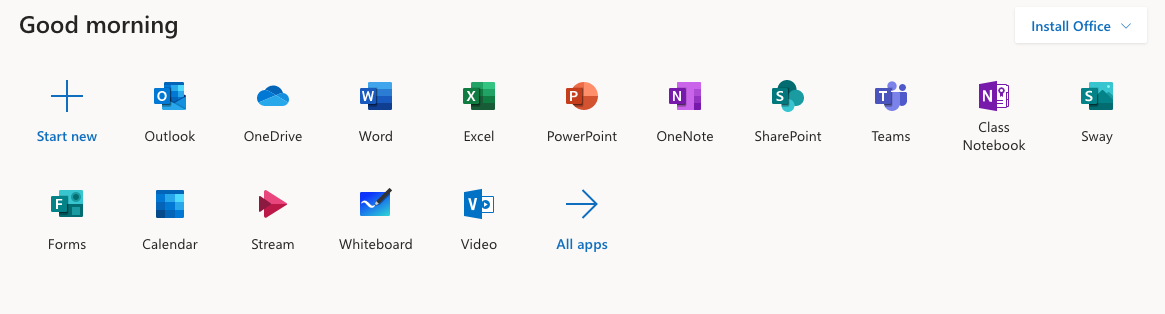 Good morning
Install Office
Start new
Outlook
OneDrive
Word
Excel
PowerPoint
OneNote
SharePoint
Teams
Class
Notebook
Sway
Forms
Calendar
Stream
Whiteboard
Video
All apps